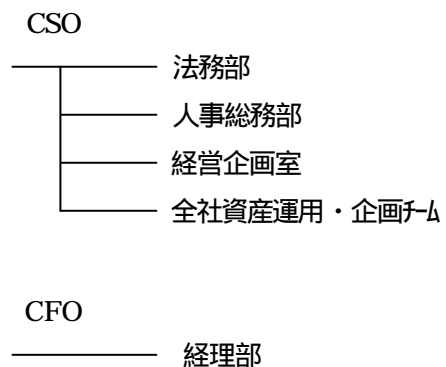 CSO
法務部
人事総務部
経営企画室
全社資産運用・企画ﾁｰﾑ
CFO
経理部